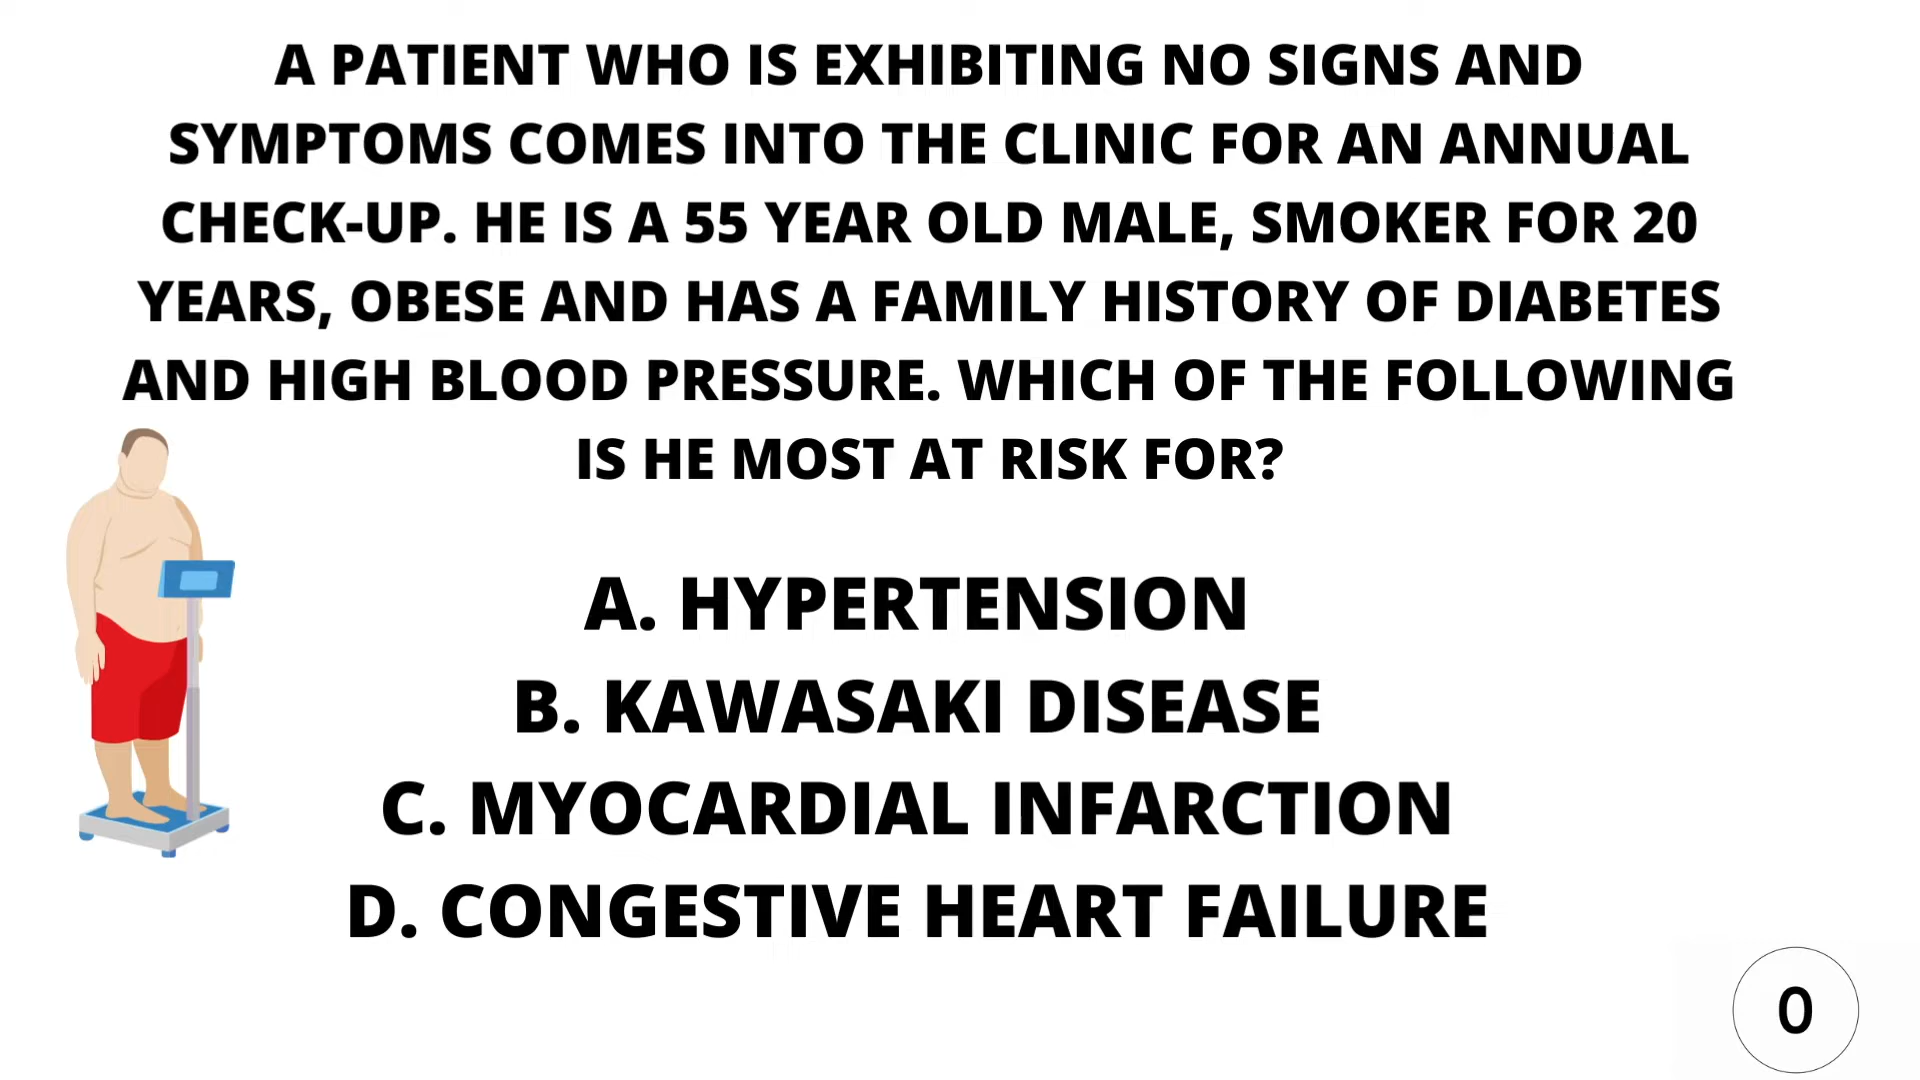 A PATIENT WHO IS EXHIBITING NO SIGNS AND
SYMPTOMS COMES INTO THE CLINIC FOR AN ANNUAL
CHECK-UP. HE IS A 55 YEAR OLD MALE, SMOKER FOR 20
YEARS, OBESE AND HAS A FAMILY HISTORY OF DIABETES
AND HIGH BLOOD PRESSURE. WHICH OF THE FOLLOWING
IS HE MOST AT RISK FOR?
A. HYPERTENSION
B. KAWASAKI DISEASE
C. MYOCARDIAL INFARCTION
D. CONGESTIVE HEART FAILURE
0